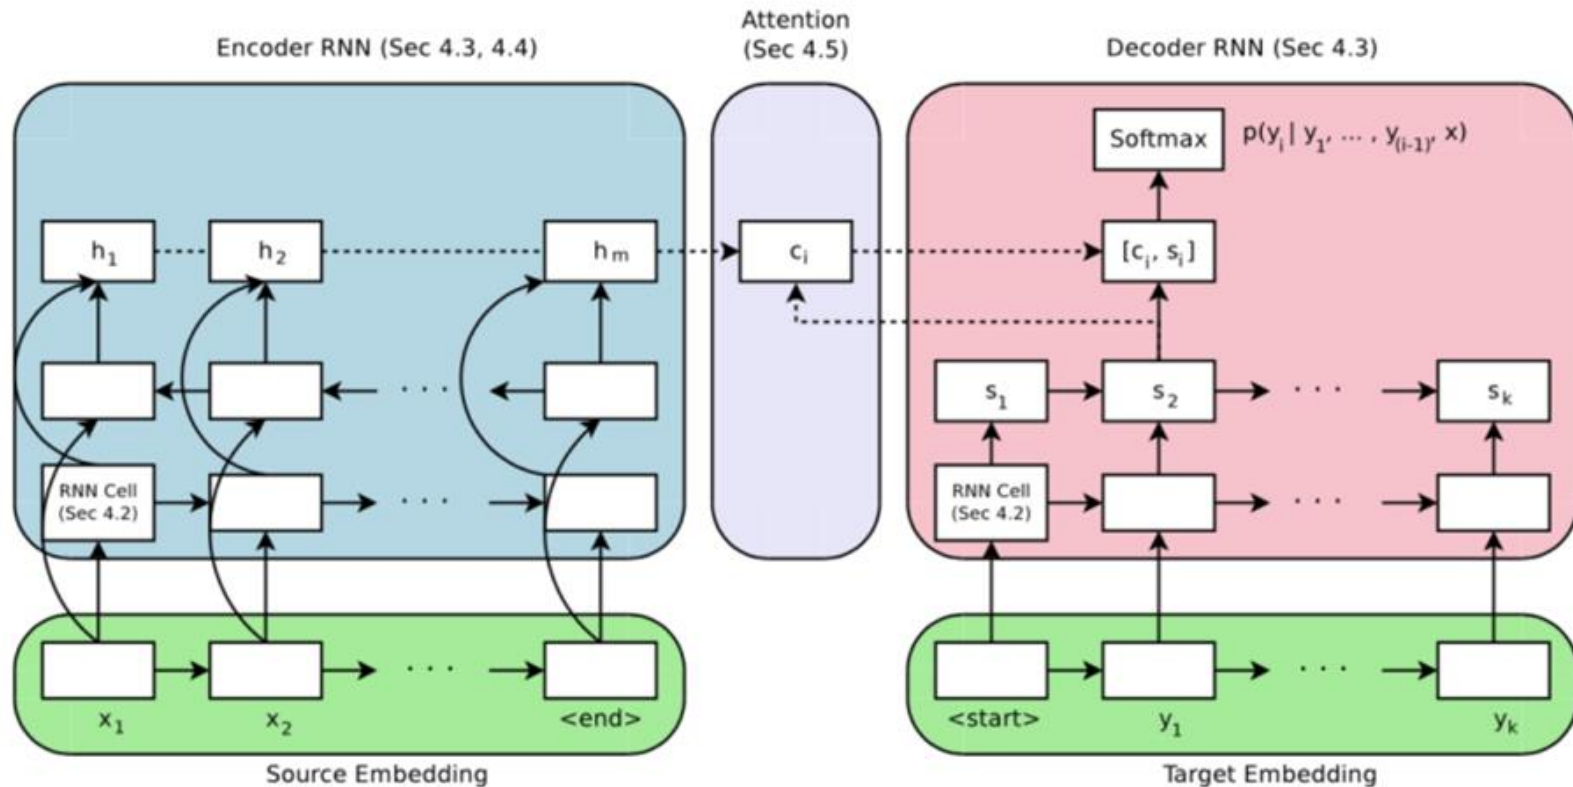 Encoder RNN (Sec 4.3, 4.4)
Attention
(Sec 4.5)
Decoder RNN (Sec 4.3)
Softmax
p(y_i | y_1, ... , y_(i-1), x)
h_1
h_2
h_m
c_i
[c_i, s_i]
s_1
s_2
. . .
s_k
. . .
RNN Cell
(Sec 4.2)
. . .
RNN Cell
(Sec 4.2)
. . .
. . .
. . .
x_1
x_2
<end>
<start>
y_1
y_k
Source Embedding
Target Embedding